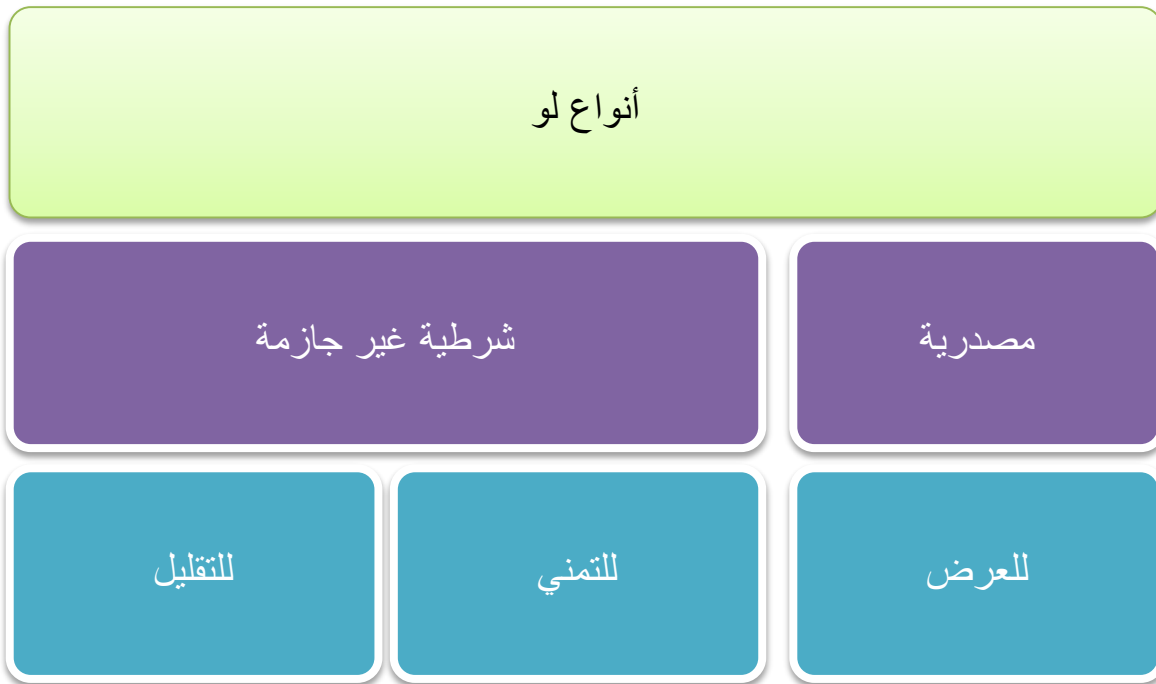 أنواع لو
مصدرية
شرطية غير جازمة
للعرض
للتمني
للتقليل